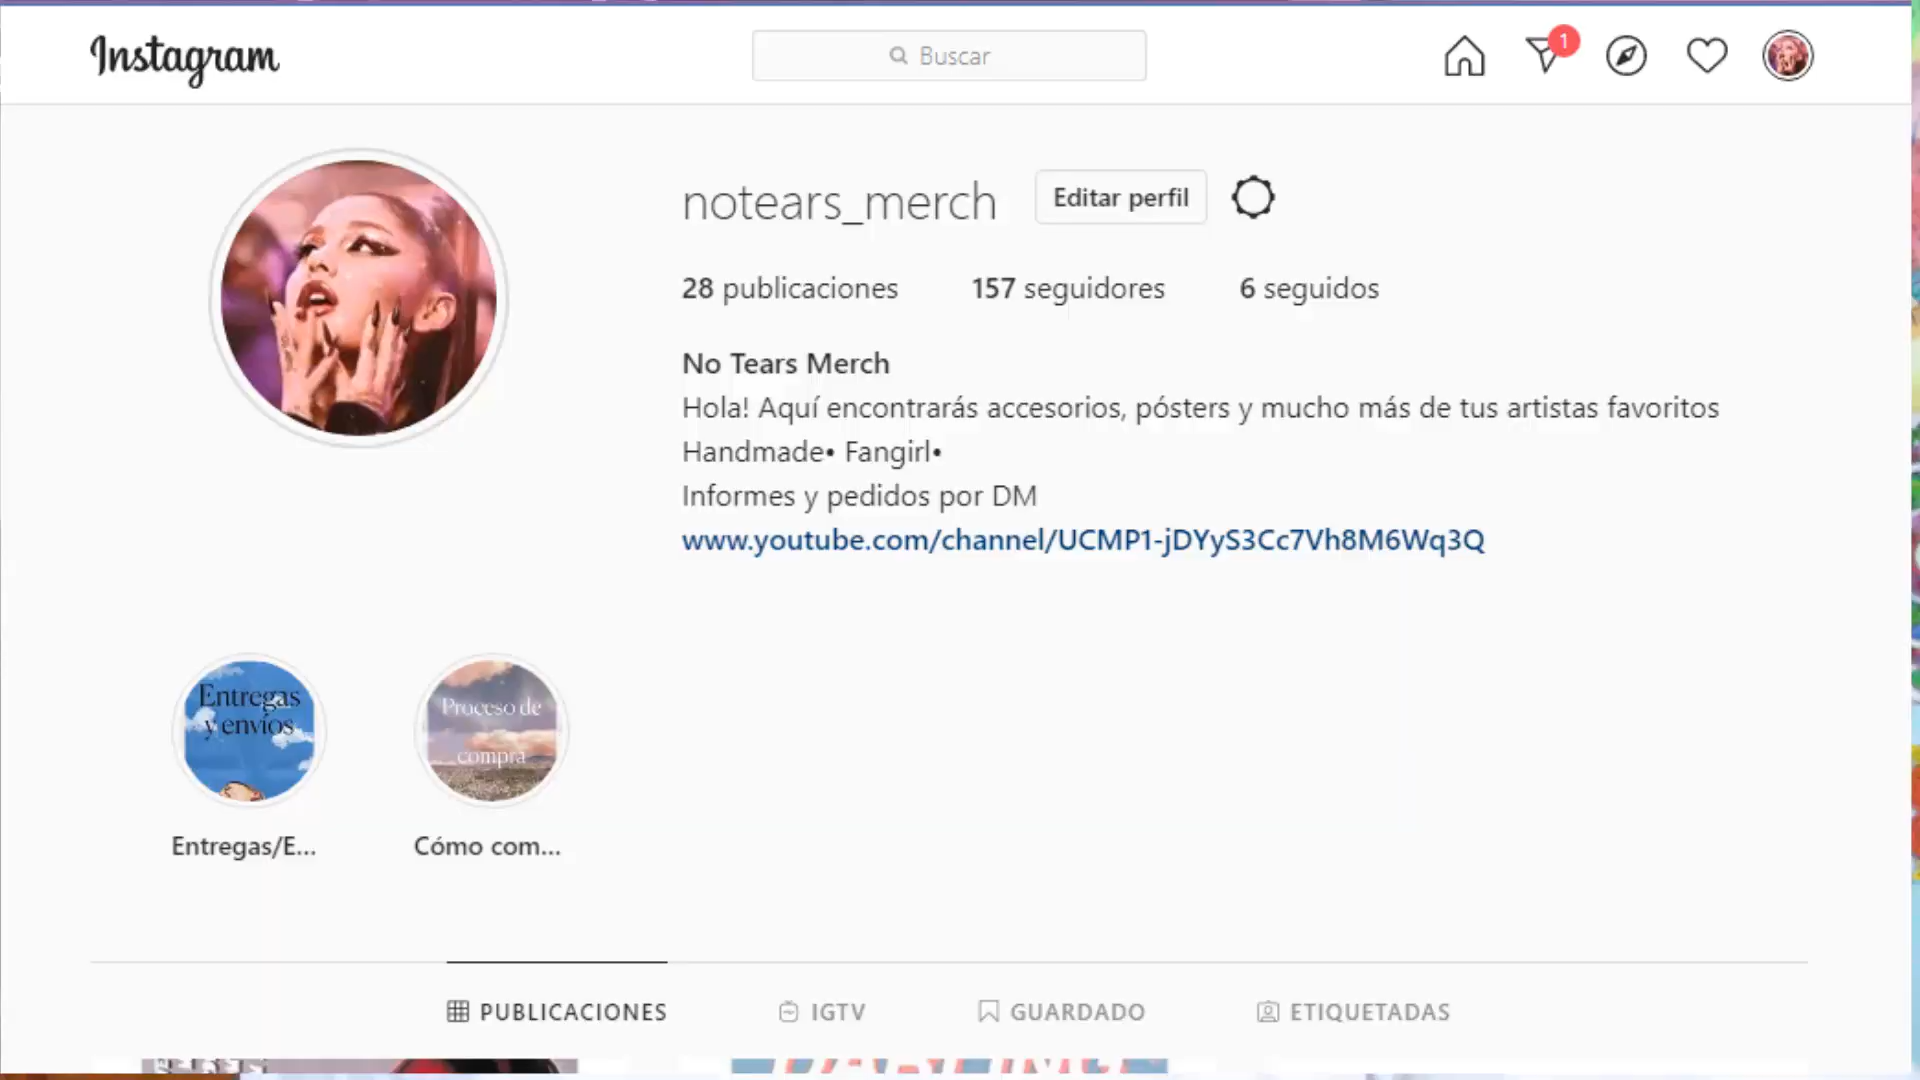 Instagram
Buscar
1
notears_merch
Editar perfil
28 publicaciones
157 seguidores
6 seguidos
No Tears Merch
Hola! Aquí encontrarás accesorios, pósters y mucho más de tus artistas favoritos
Handmade• Fangirl•
Informes y pedidos por DM
www.youtube.com/channel/UCMP1-jDYyS3Cc7Vh8M6Wq3Q
Entregas
y envíos
Proceso de
compra
Entregas/E...
Cómo com...
PUBLICACIONES
IGTV
GUARDADO
ETIQUETADAS